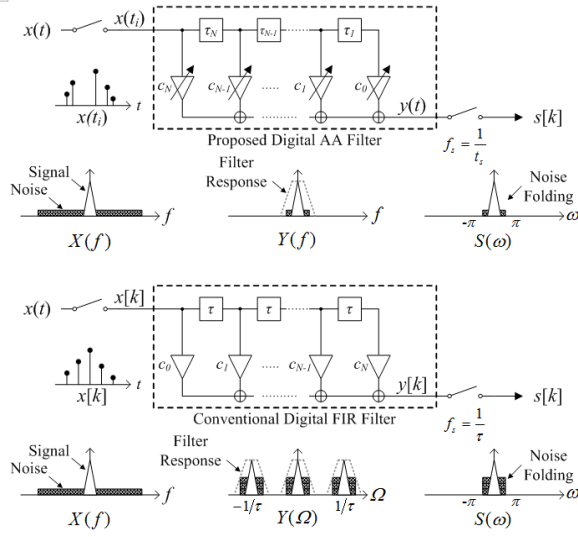 x(t) x(t_i) τ_N τ_{N-1} ........ τ_1
c_N c_{N-1} ..... c_1 c_0 y(t) s[k]
x(t_i) t
Proposed Digital AA Filter
f_s = 1/t_s
Signal
Noise
Filter
Response
Noise
Folding
f f -π π ω
X(f) Y(f) S(ω)
x(t) x[k] τ τ ........ τ
c_0 c_1 ..... c_{N-1} c_N y[k] s[k]
x[k] t
Conventional Digital FIR Filter
f_s = 1/τ
Signal
Noise
Filter
Response
Noise
Folding
f -1/τ 1/τ Ω -π π ω
X(f) Y(Ω) S(ω)